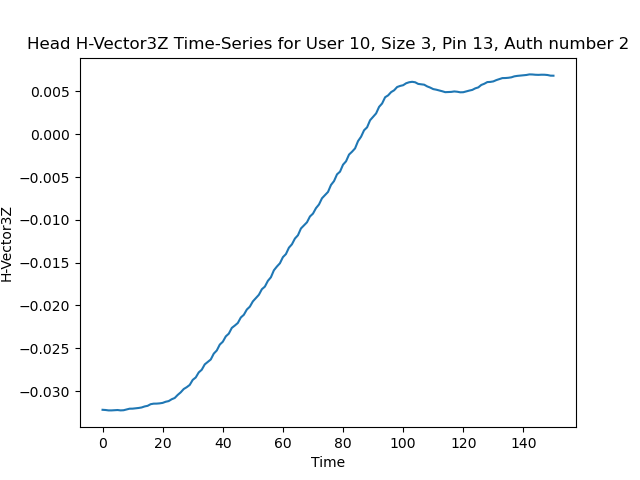 Head H-Vector3Z Time-Series for User 10, Size 3, Pin 13, Auth number 2
H-Vector3Z
0.005
0.000
−0.005
−0.010
−0.015
−0.020
−0.025
−0.030
0 20 40 60 80 100 120 140
Time